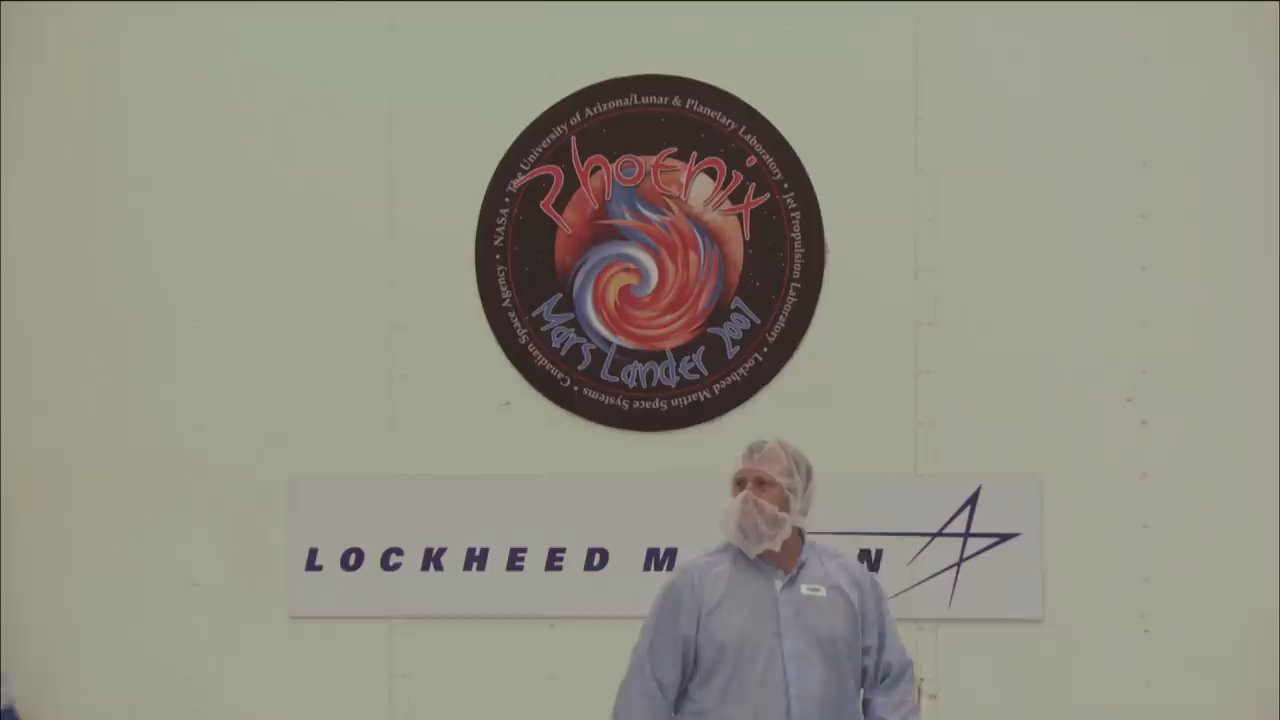 The University of Arizona/Lunar & Planetary Laboratory • Jet Propulsion Laboratory • Lockheed Martin Space Systems • Canadian Space Agency • NASA •
Phoenix
Mars Lander 2007
LOCKHEED M N